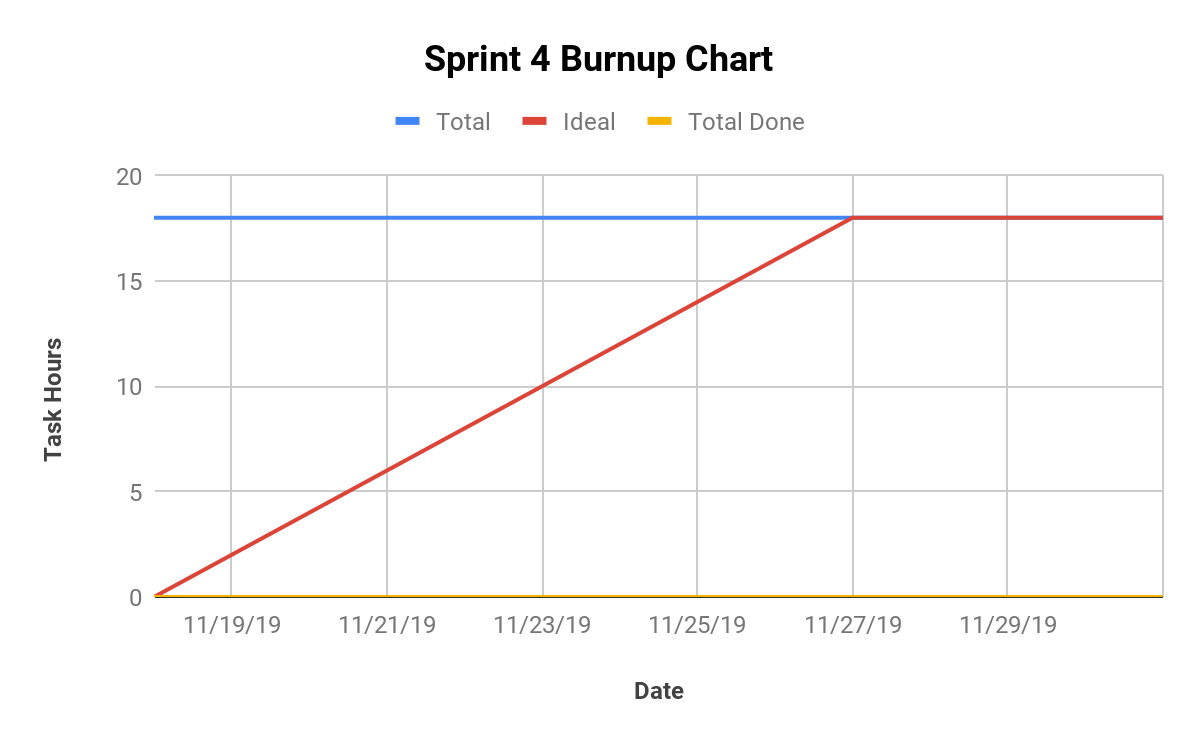 Sprint 4 Burnup Chart
Total Ideal Total Done
20
15
10
5
0
Task Hours
11/19/19 11/21/19 11/23/19 11/25/19 11/27/19 11/29/19
Date